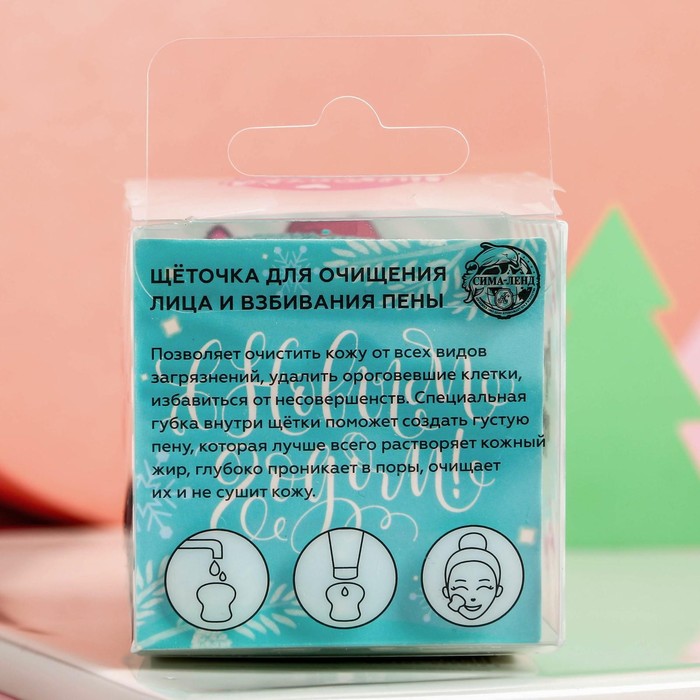 ЩЁТОЧКА ДЛЯ ОЧИЩЕНИЯ
ЛИЦА И ВЗБИВАНИЯ ПЕНЫ
СИМА-ЛЕНД
Позволяет очистить кожу от всех видов
загрязнений, удалить ороговевшие клетки,
избавиться от несовершенств. Специальная
губка внутри щётки поможет создать густую
пену, которая лучше всего растворяет кожный
жир, глубоко проникает в поры, очищает
их и не сушит кожу.
С Новым
годом!